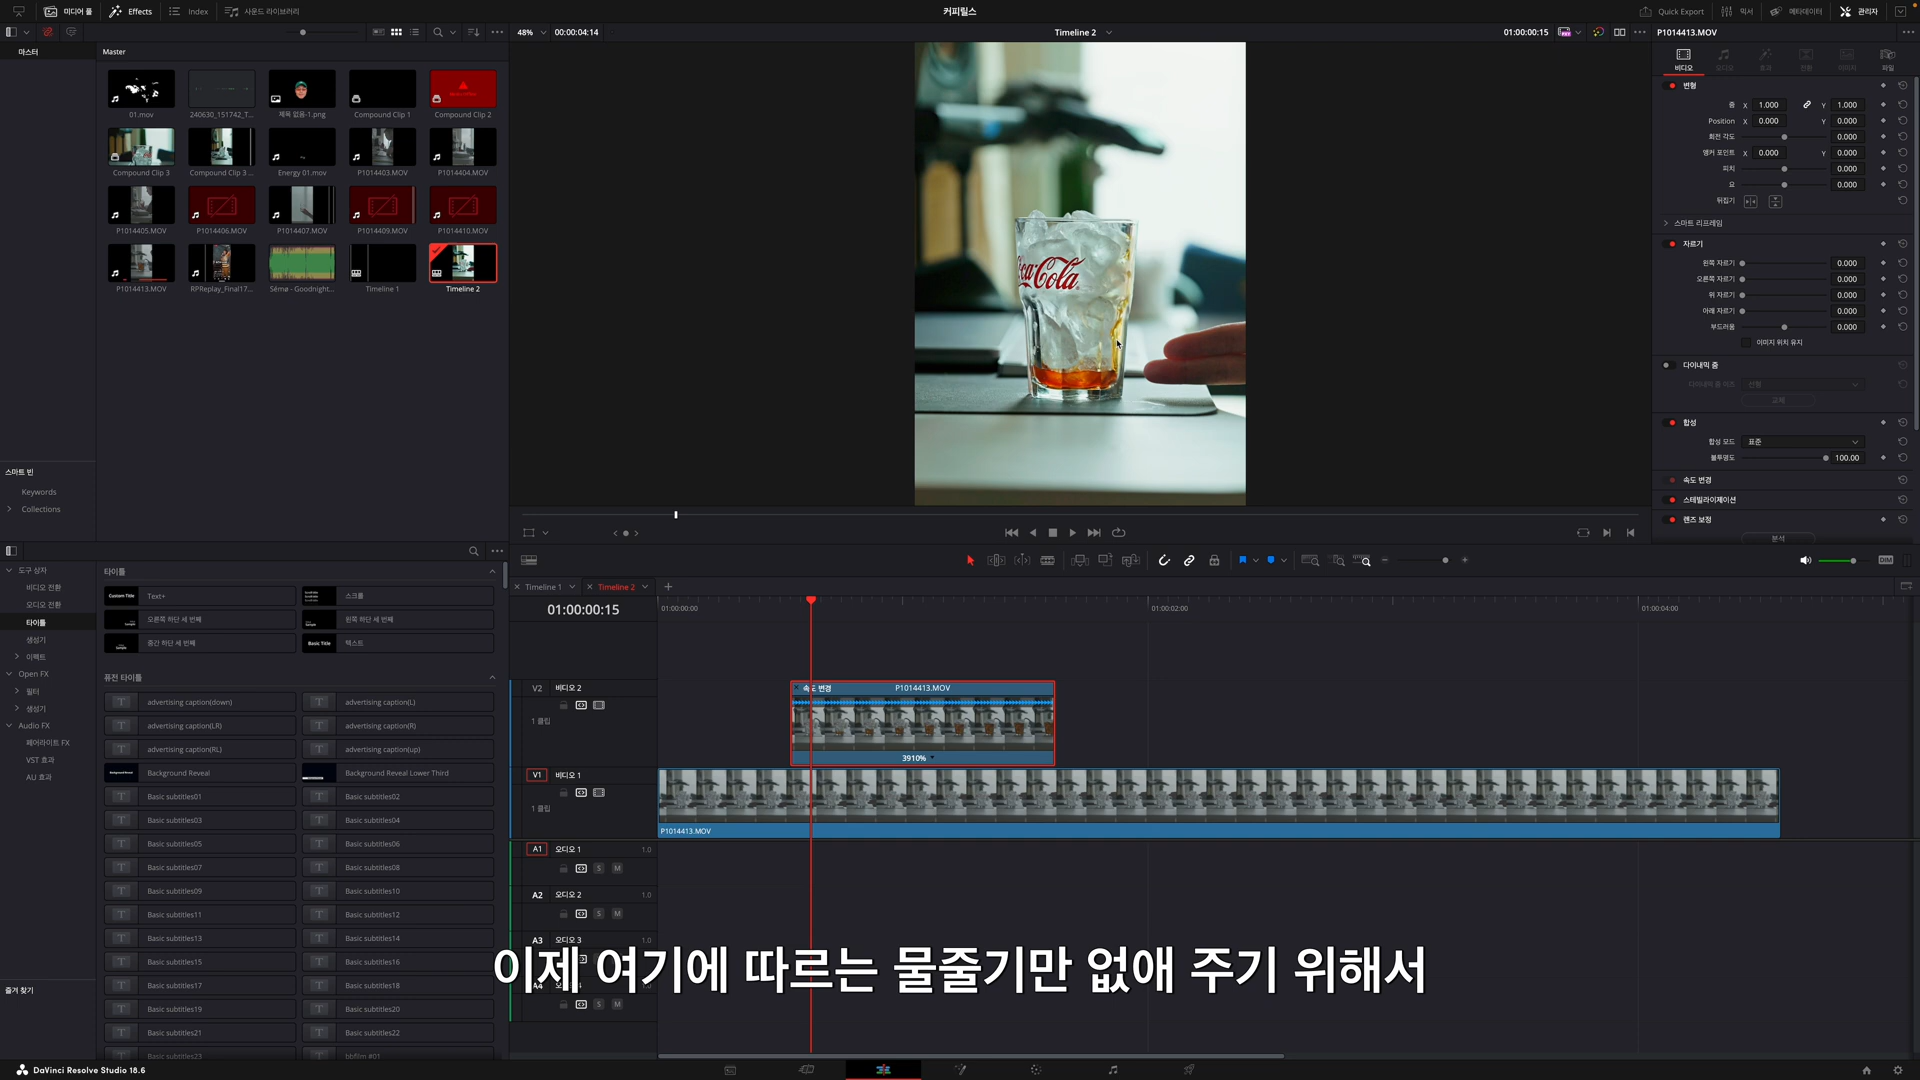 미디어 풀
Effects
Index
사운드 라이브러리
커피릴스
Quick Export
믹서
메타데이터
관리자
마스터
Master
48%
00:00:04:14
Timeline 2
01:00:00:15
P1014413.MOV
비디오
오디오
효과
전환
이미지
파일
01.mov
240630_151742_T...
제목 없음-1.png
Compound Clip 1
Compound Clip 2
Compound Clip 3
Compound Clip 3 ...
Energy 01.mov
P1014403.MOV
P1014404.MOV
P1014405.MOV
P1014406.MOV
P1014407.MOV
P1014409.MOV
P1014410.MOV
P1014413.MOV
RPReplay_Final17...
Sémø - Goodnight...
Timeline 1
Timeline 2
Coca-Cola
변형
줌 X 1.000 Y 1.000
Position X 0.000 Y 0.000
회전 각도 0.000
앵커 포인트 X 0.000 Y 0.000
피치 0.000
요 0.000
뒤집기
스마트 리프레임
자르기
왼쪽 자르기 0.000
오른쪽 자르기 0.000
위 자르기 0.000
아래 자르기 0.000
부드러움 0.000
이미지 위치 유지
다이내믹 줌
다이내믹 줌 이즈 선형
교체
합성
합성 모드 표준
불투명도 100.00
속도 변경
스태빌라이제이션
렌즈 보정
분석
스마트 빈
Keywords
Collections
도구 상자
비디오 전환
오디오 전환
타이틀
생성기
이펙트
Open FX
필터
생성기
Audio FX
페어라이트 FX
VST 효과
AU 효과
즐겨 찾기
타이틀
Custom Title Text+
스크롤
오른쪽 하단 세 번째
왼쪽 하단 세 번째
중간 하단 세 번째
Basic Title 텍스트
퓨전 타이틀
advertising caption(down)
advertising caption(L)
advertising caption(LR)
advertising caption(R)
advertising caption(RL)
advertising caption(up)
Background Reveal
Background Reveal Lower Third
Basic subtitles01
Basic subtitles02
Basic subtitles03
Basic subtitles04
Basic subtitles05
Basic subtitles06
Basic subtitles07
Basic subtitles08
Basic subtitles09
Basic subtitles10
Basic subtitles11
Basic subtitles12
Basic subtitles13
Basic subtitles14
Basic subtitles15
Basic subtitles16
Basic subtitles17
Basic subtitles18
Basic subtitles19
Basic subtitles20
Basic subtitles21
Basic subtitles22
Basic subtitles23
bbfilm #01
DIM
Timeline 1
Timeline 2
01:00:00:15
01:00:00:00
01:00:02:00
01:00:04:00
V2 비디오 2
1 클립
속도 변경 P1014413.MOV
3910%
V1 비디오 1
1 클립
P1014413.MOV
A1 오디오 1 1.0
S M
A2 오디오 2 1.0
S M
A3 오디오 3 1.0
A4
S M
이제 여기에 따르는 물줄기만 없애 주기 위해서
DaVinci Resolve Studio 18.6